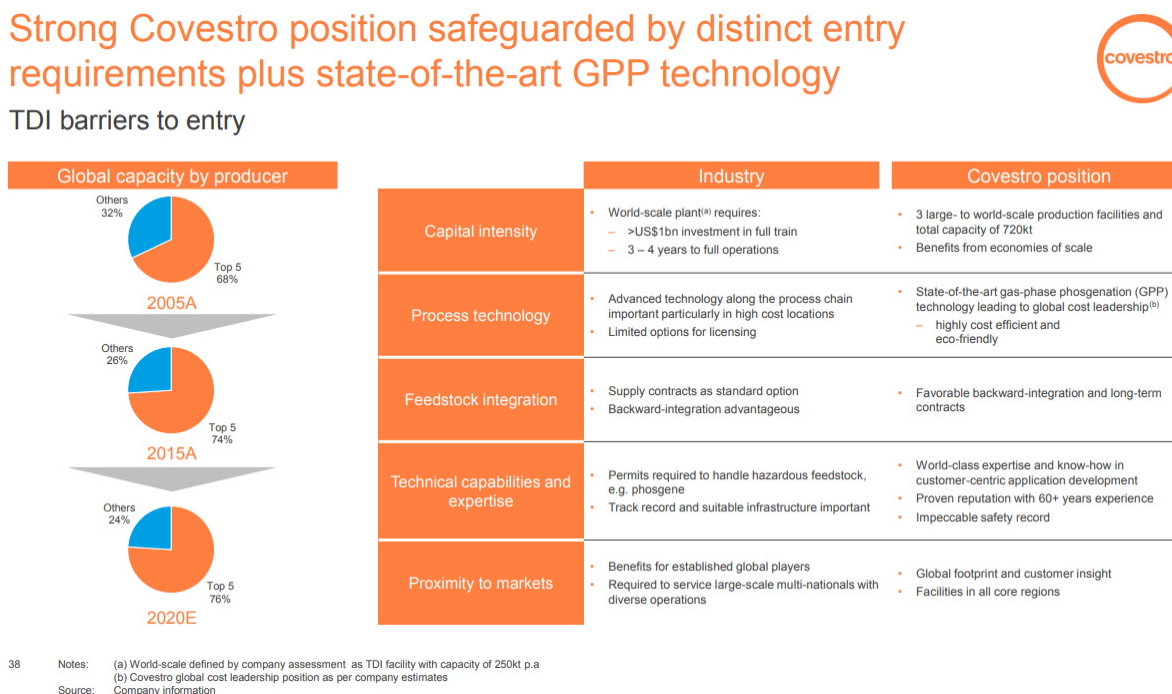 Strong Covestro position safeguarded by distinct entry
requirements plus state-of-the-art GPP technology
covestro
TDI barriers to entry
Global capacity by producer
Others
32%
Top 5
68%
2005A
Others
26%
Top 5
74%
2015A
Others
24%
Top 5
76%
2020E
Industry
Covestro position
Capital intensity
• World-scale plant(a) requires:
– >US$1bn investment in full train
– 3 – 4 years to full operations
• 3 large- to world-scale production facilities and
total capacity of 720kt
• Benefits from economies of scale
Process technology
• Advanced technology along the process chain
important particularly in high cost locations
• Limited options for licensing
• State-of-the-art gas-phase phosgenation (GPP)
technology leading to global cost leadership(b)
– highly cost efficient and
eco-friendly
Feedstock integration
• Supply contracts as standard option
• Backward-integration advantageous
• Favorable backward-integration and long-term
contracts
Technical capabilities and
expertise
• Permits required to handle hazardous feedstock,
e.g. phosgene
• Track record and suitable infrastructure important
• World-class expertise and know-how in
customer-centric application development
• Proven reputation with 60+ years experience
• Impeccable safety record
Proximity to markets
• Benefits for established global players
• Required to service large-scale multi-nationals with
diverse operations
• Global footprint and customer insight
• Facilities in all core regions
38
Notes: (a) World-scale defined by company assessment as TDI facility with capacity of 250kt p.a
(b) Covestro global cost leadership position as per company estimates
Source: Company information